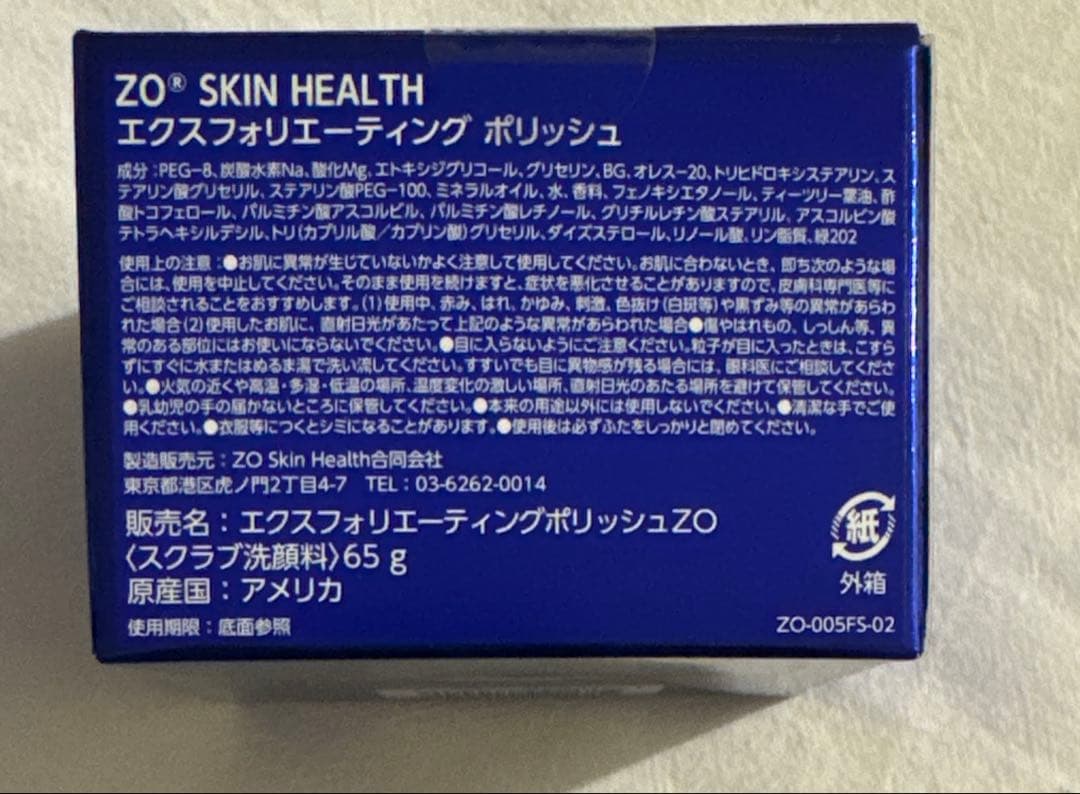 ZO® SKIN HEALTH
エクスフォリエーティング ポリッシュ
成分：PEG-8、炭酸水素Na、酸化Mg、エトキシジグリコール、グリセリン、BG、オレス-20、トリヒドロキシステアリン、ス
テアリン酸グリセリル、ステアリン酸PEG-100、ミネラルオイル、水、香料、フェノキシエタノール、ティーツリー葉油、酢
酸トコフェロール、パルミチン酸アスコルビル、パルミチン酸レチノール、グリチルレチン酸ステアリル、アスコルビン酸
テトラヘキシルデシル、トリ(カプリル酸／カプリン酸)グリセリル、ダイズステロール、リノール酸、リン脂質、緑202
使用上の注意：●お肌に異常が生じていないかよく注意して使用してください。お肌に合わないとき、即ち次のような場
合には、使用を中止してください。そのまま使用を続けますと、症状を悪化させることがありますので、皮膚科専門医等に
ご相談されることをおすすめします。(1)使用中、赤み、はれ、かゆみ、刺激、色抜け(白斑等)や黒ずみ等の異常があらわ
れた場合(2)使用したお肌に、直射日光があたって上記のような異常があらわれた場合●傷やはれもの、しっしん等、異
常のある部位にはお使いにならないでください。●目に入らないようにご注意ください。粒子が目に入ったときは、こすら
ずにすぐに水またはぬるま湯で洗い流してください。すすいでも目に異物感が残る場合には、眼科医にご相談してくださ
い。●火気の近くや高温・多湿・低温の場所、温度変化の激しい場所、直射日光のあたる場所を避けて保管してください。
●乳幼児の手の届かないところに保管してください。●本来の用途以外には使用しないでください。●清潔な手でご使
用ください。●衣服等につくとシミになることがあります。●使用後は必ずふたをしっかりと閉めてください。
製造販売元：ZO Skin Health合同会社
東京都港区虎ノ門2丁目4-7 TEL：03-6262-0014
販売名：エクスフォリエーティングポリッシュZO
〈スクラブ洗顔料〉65 g
原産国：アメリカ
使用期限：底面参照
紙
外箱
ZO-005FS-02